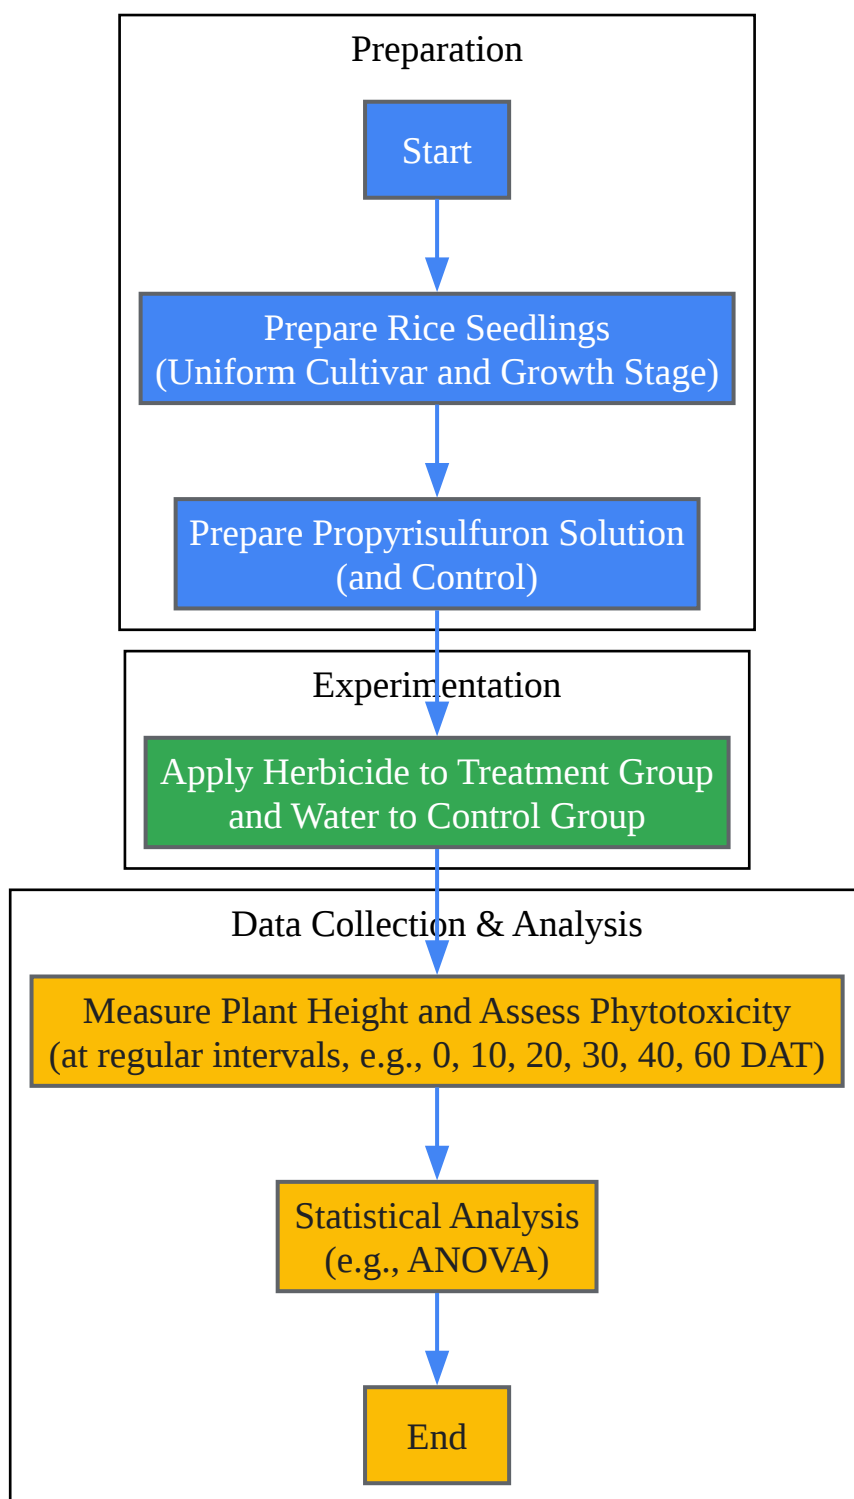 Preparation
Start
Prepare Rice Seedlings
(Uniform Cultivar and Growth Stage)
Prepare Propyrisulfuron Solution
(and Control)
Experimentation
Apply Herbicide to Treatment Group
and Water to Control Group
Data Collection & Analysis
Measure Plant Height and Assess Phytotoxicity
(at regular intervals, e.g., 0, 10, 20, 30, 40, 60 DAT)
Statistical Analysis
(e.g., ANOVA)
End